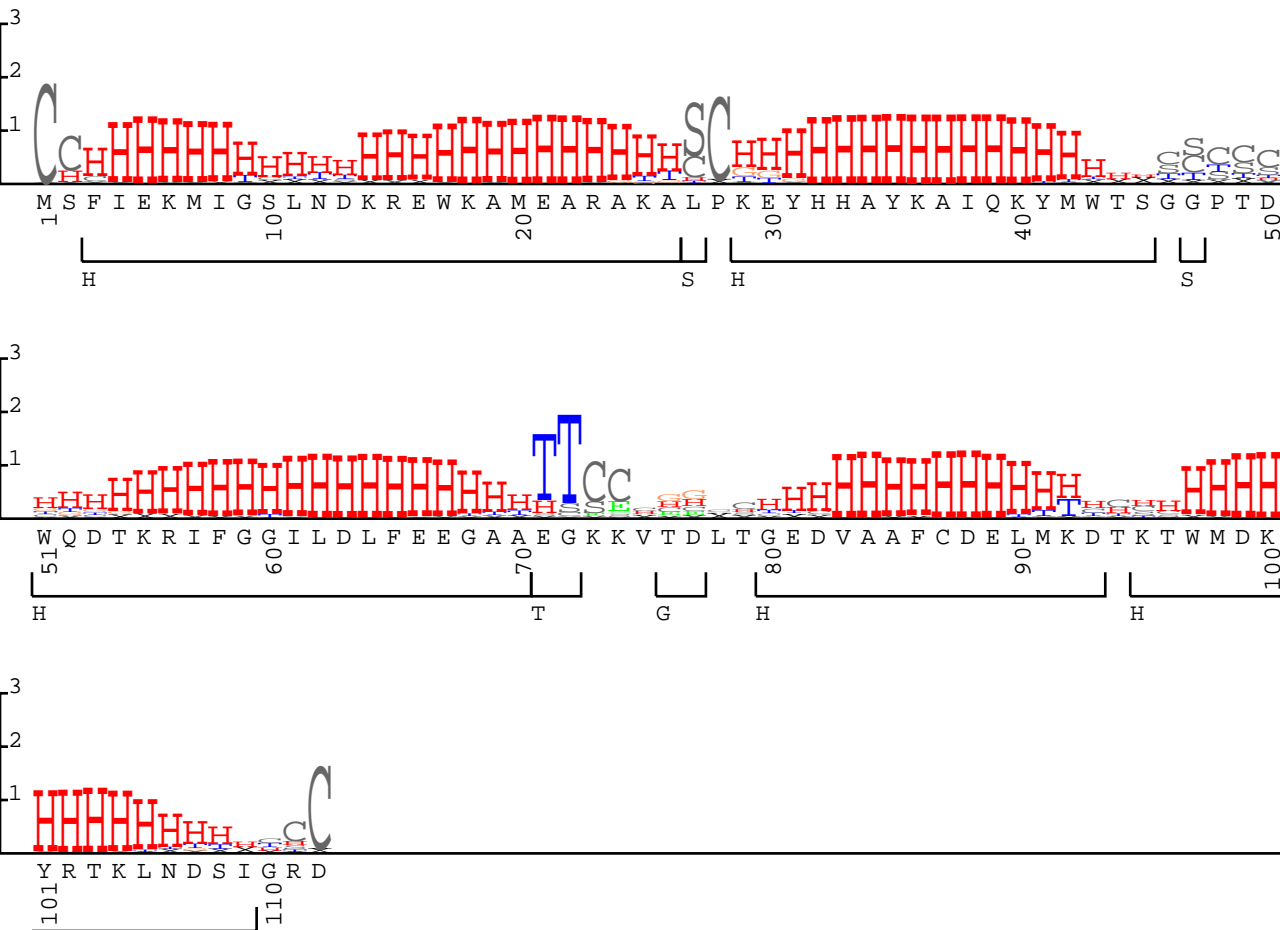 3
2
1
C C H H H H H H H H H H H H H H H H H H H H H H H H S C H H H H H H H H H H H H H H H C S C C C
M S F I E K M I G S L N D K R E W K A M E A R A K A L P K E Y H H A Y K A I Q K Y M W T S G G P T D
1 10 20 30 40 50
H S H S
3
2
1
H H H H H H H H H H H H H H H H H H H H T T C C G G C H H H H H H H H H H H H H H C H H H H H H
W Q D T K R I F G G I L D L F E E G A A E G K K V T D L T G E D V A A F C D E L M K D T K T W M D K
51 60 70 80 90 100
H T G H H
3
2
1
H H H H H H H H H C C C
Y R T K L N D S I G R D
101 110